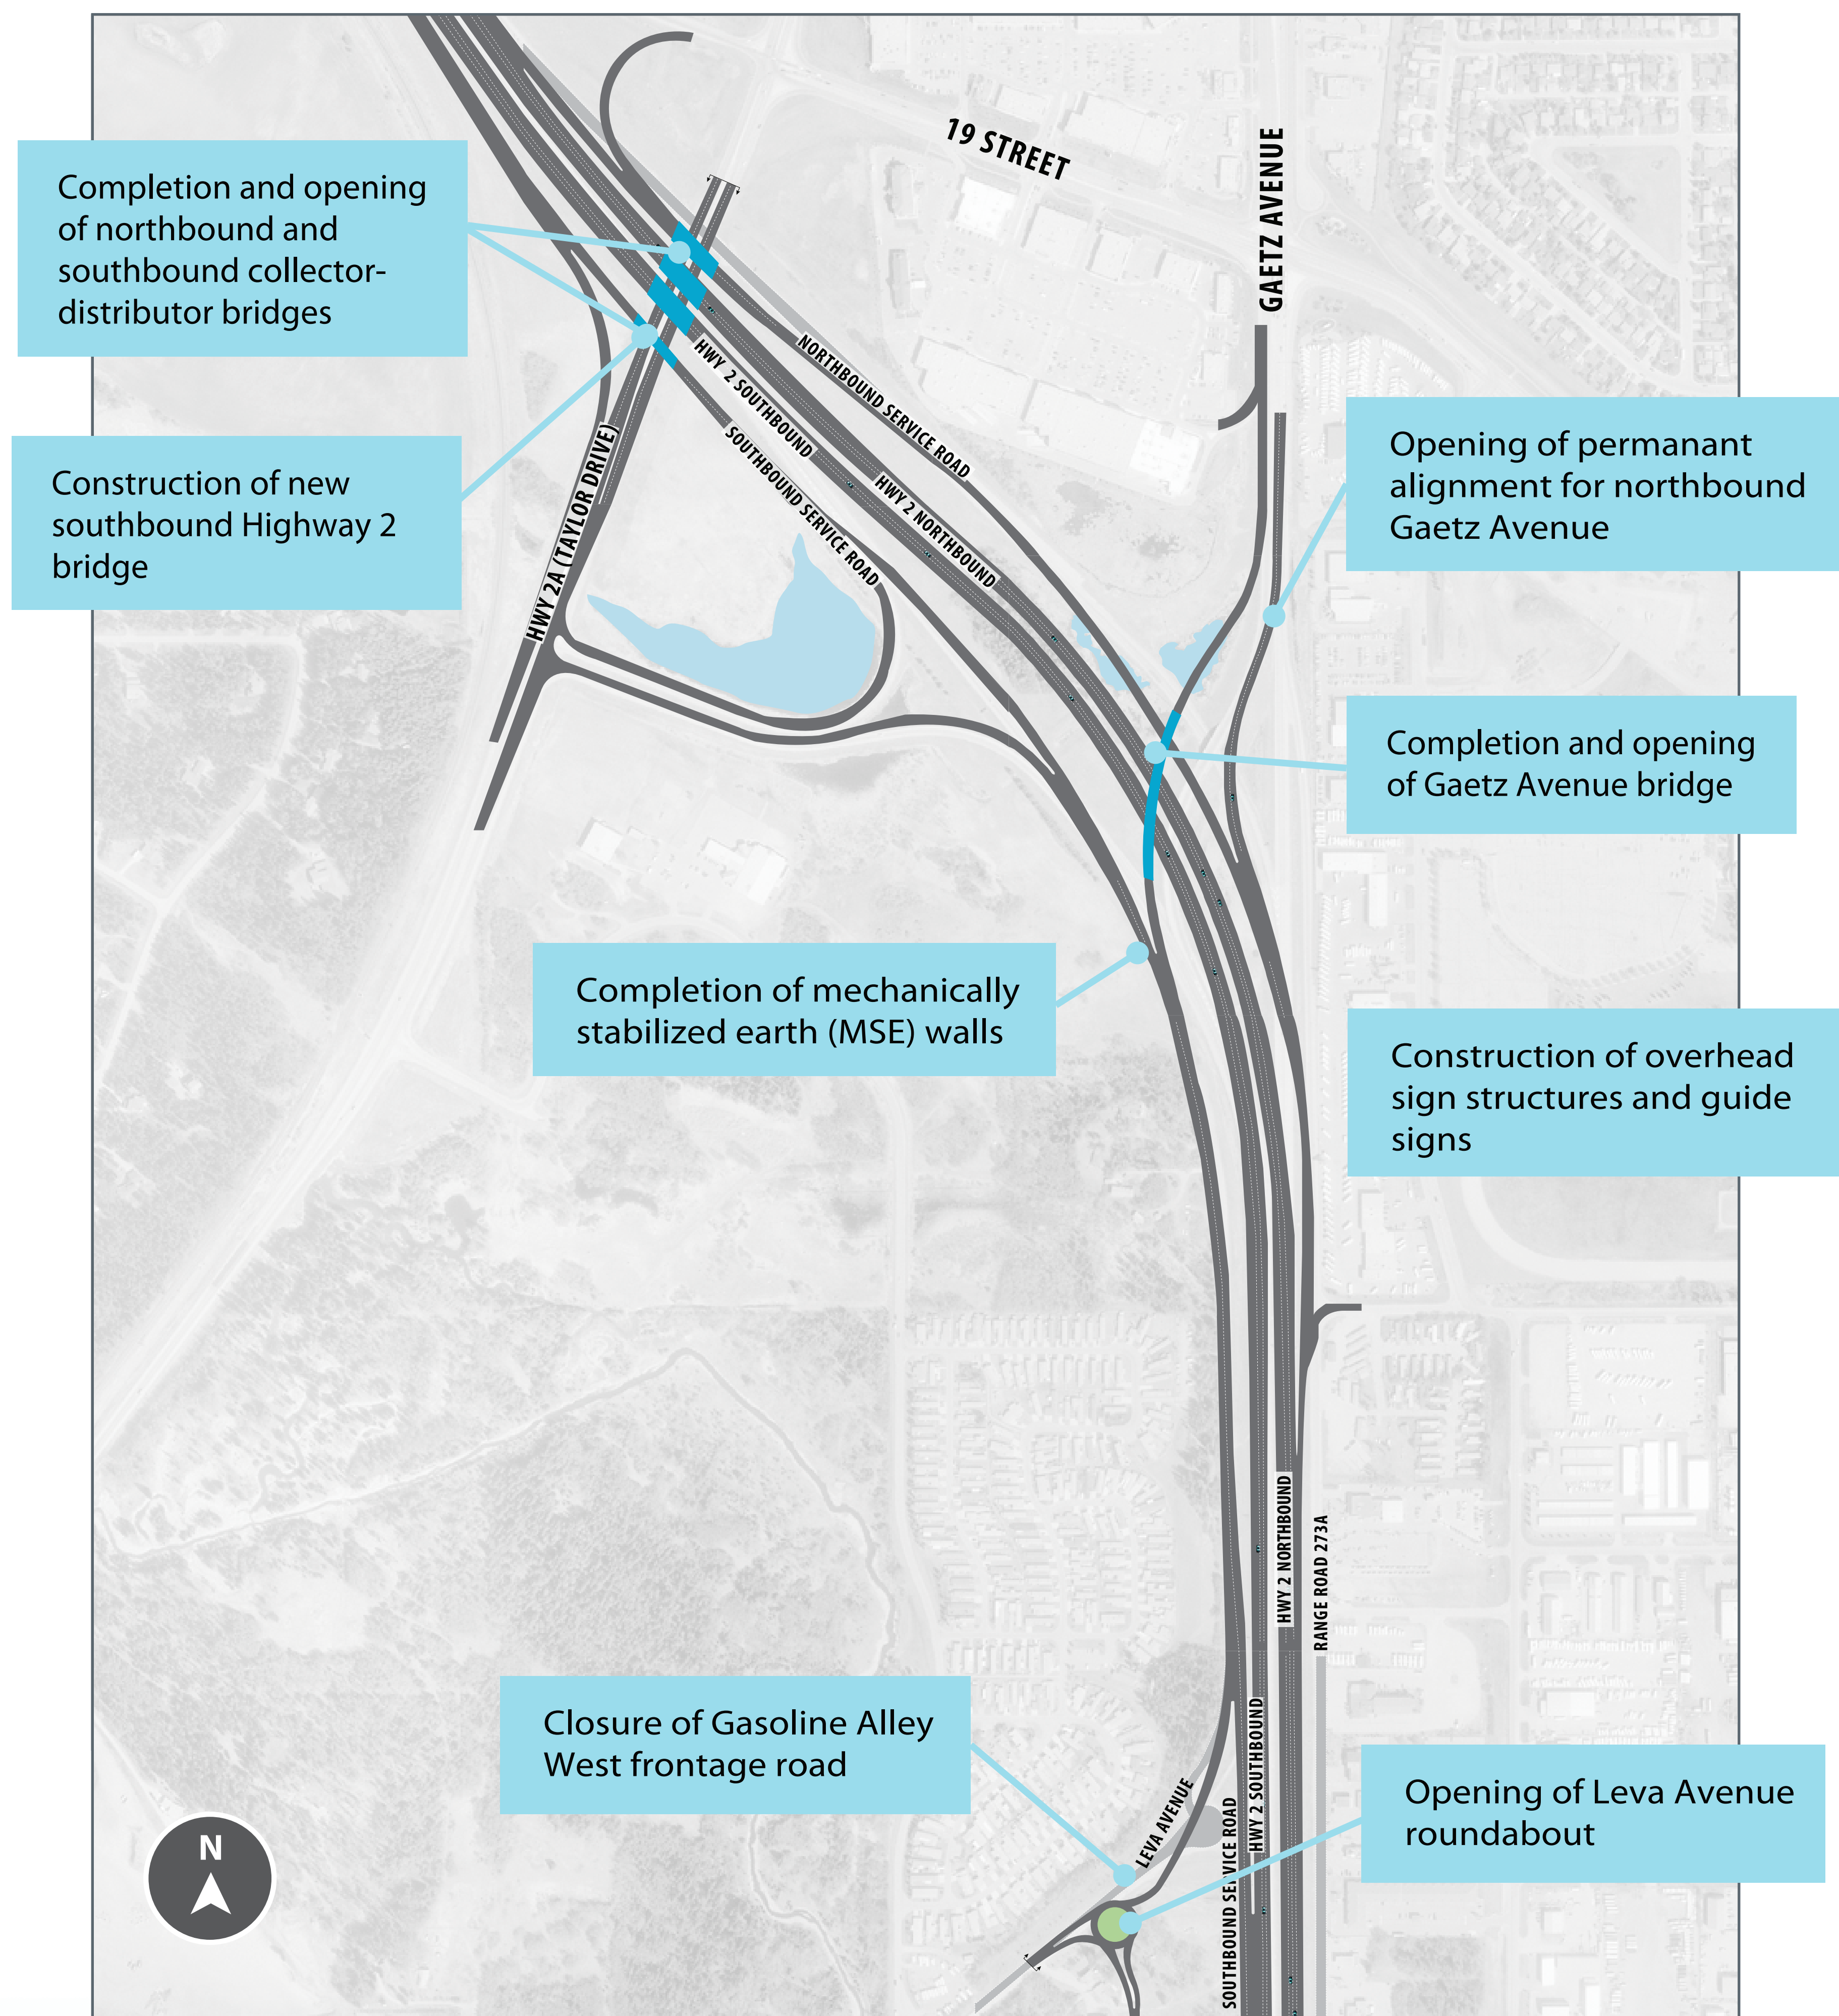 19 STREET
GAETZ AVENUE
Completion and opening
of northbound and
southbound collector-
distributor bridges
NORTHBOUND SERVICE ROAD
HWY 2 SOUTHBOUND
SOUTHBOUND SERVICE ROAD
HWY 2 NORTHBOUND
HWY 2A (TAYLOR DRIVE)
Construction of new
southbound Highway 2
bridge
Opening of permanant
alignment for northbound
Gaetz Avenue
Completion and opening
of Gaetz Avenue bridge
Completion of mechanically
stabilized earth (MSE) walls
Construction of overhead
sign structures and guide
signs
HWY 2 NORTHBOUND
RANGE ROAD 273A
Closure of Gasoline Alley
West frontage road
HWY 2 SOUTHBOUND
LEVA AVENUE
SOUTHBOUND SERVICE ROAD
Opening of Leva Avenue
roundabout
N